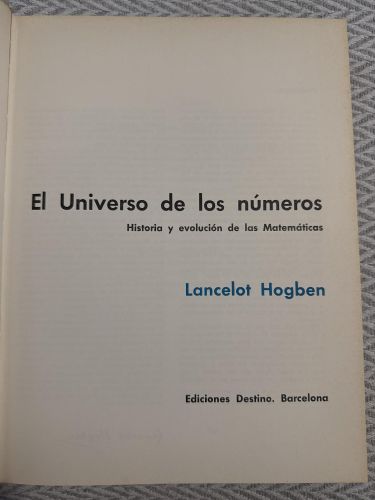 El Universo de los números
Historia y evolución de las Matemáticas
Lancelot Hogben
Ediciones Destino. Barcelona